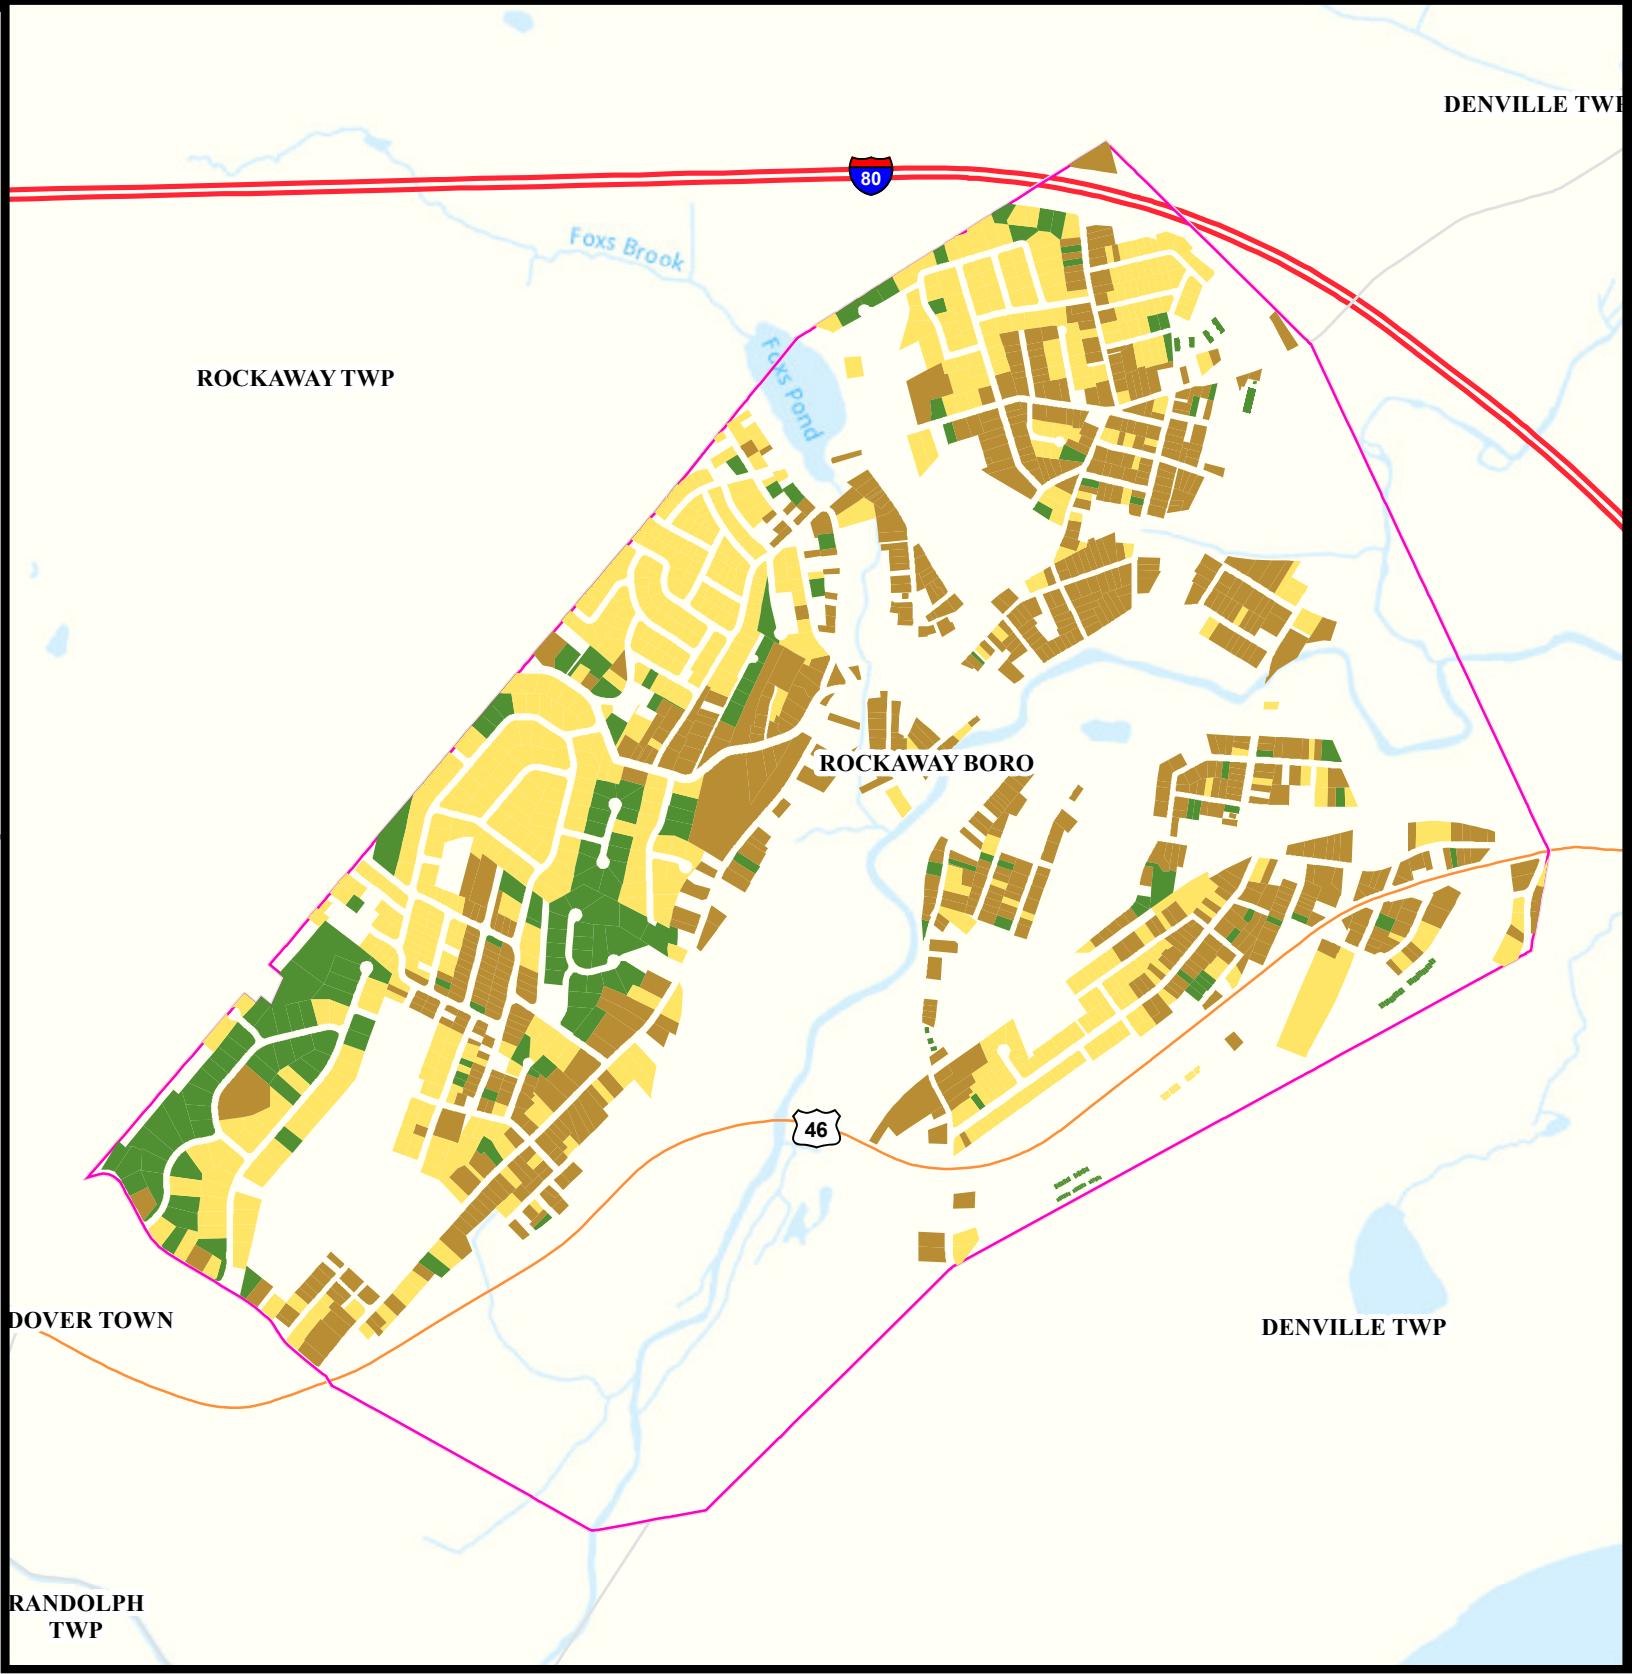 DENVILLE TWP
80
Foxs Brook
ROCKAWAY TWP
Foxs Pond
ROCKAWAY BORO
46
DOVER TOWN
DENVILLE TWP
RANDOLPH
TWP